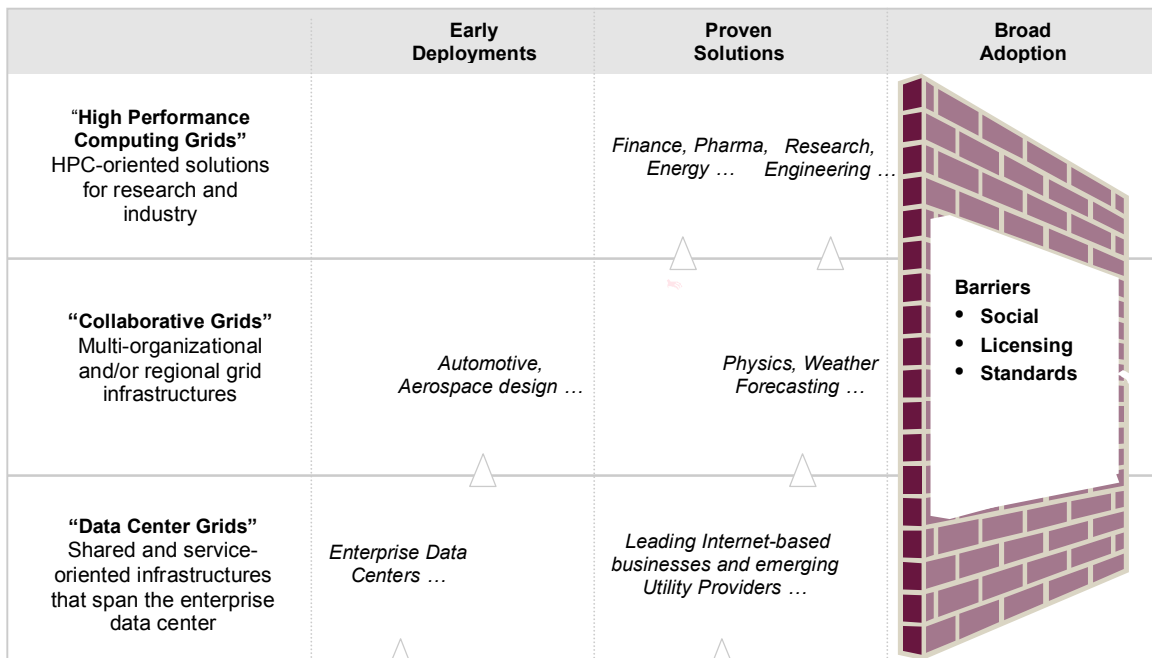 Early
Deployments
Proven
Solutions
Broad
Adoption
“High Performance
Computing Grids”
HPC-oriented solutions
for research and
industry
Finance, Pharma,
Energy …
Research,
Engineering …
“Collaborative Grids”
Multi-organizational
and/or regional grid
infrastructures
Automotive,
Aerospace design …
Physics, Weather
Forecasting …
Barriers
• Social
• Licensing
• Standards
“Data Center Grids”
Shared and service-
oriented infrastructures
that span the enterprise
data center
Enterprise Data
Centers …
Leading Internet-based
businesses and emerging
Utility Providers …